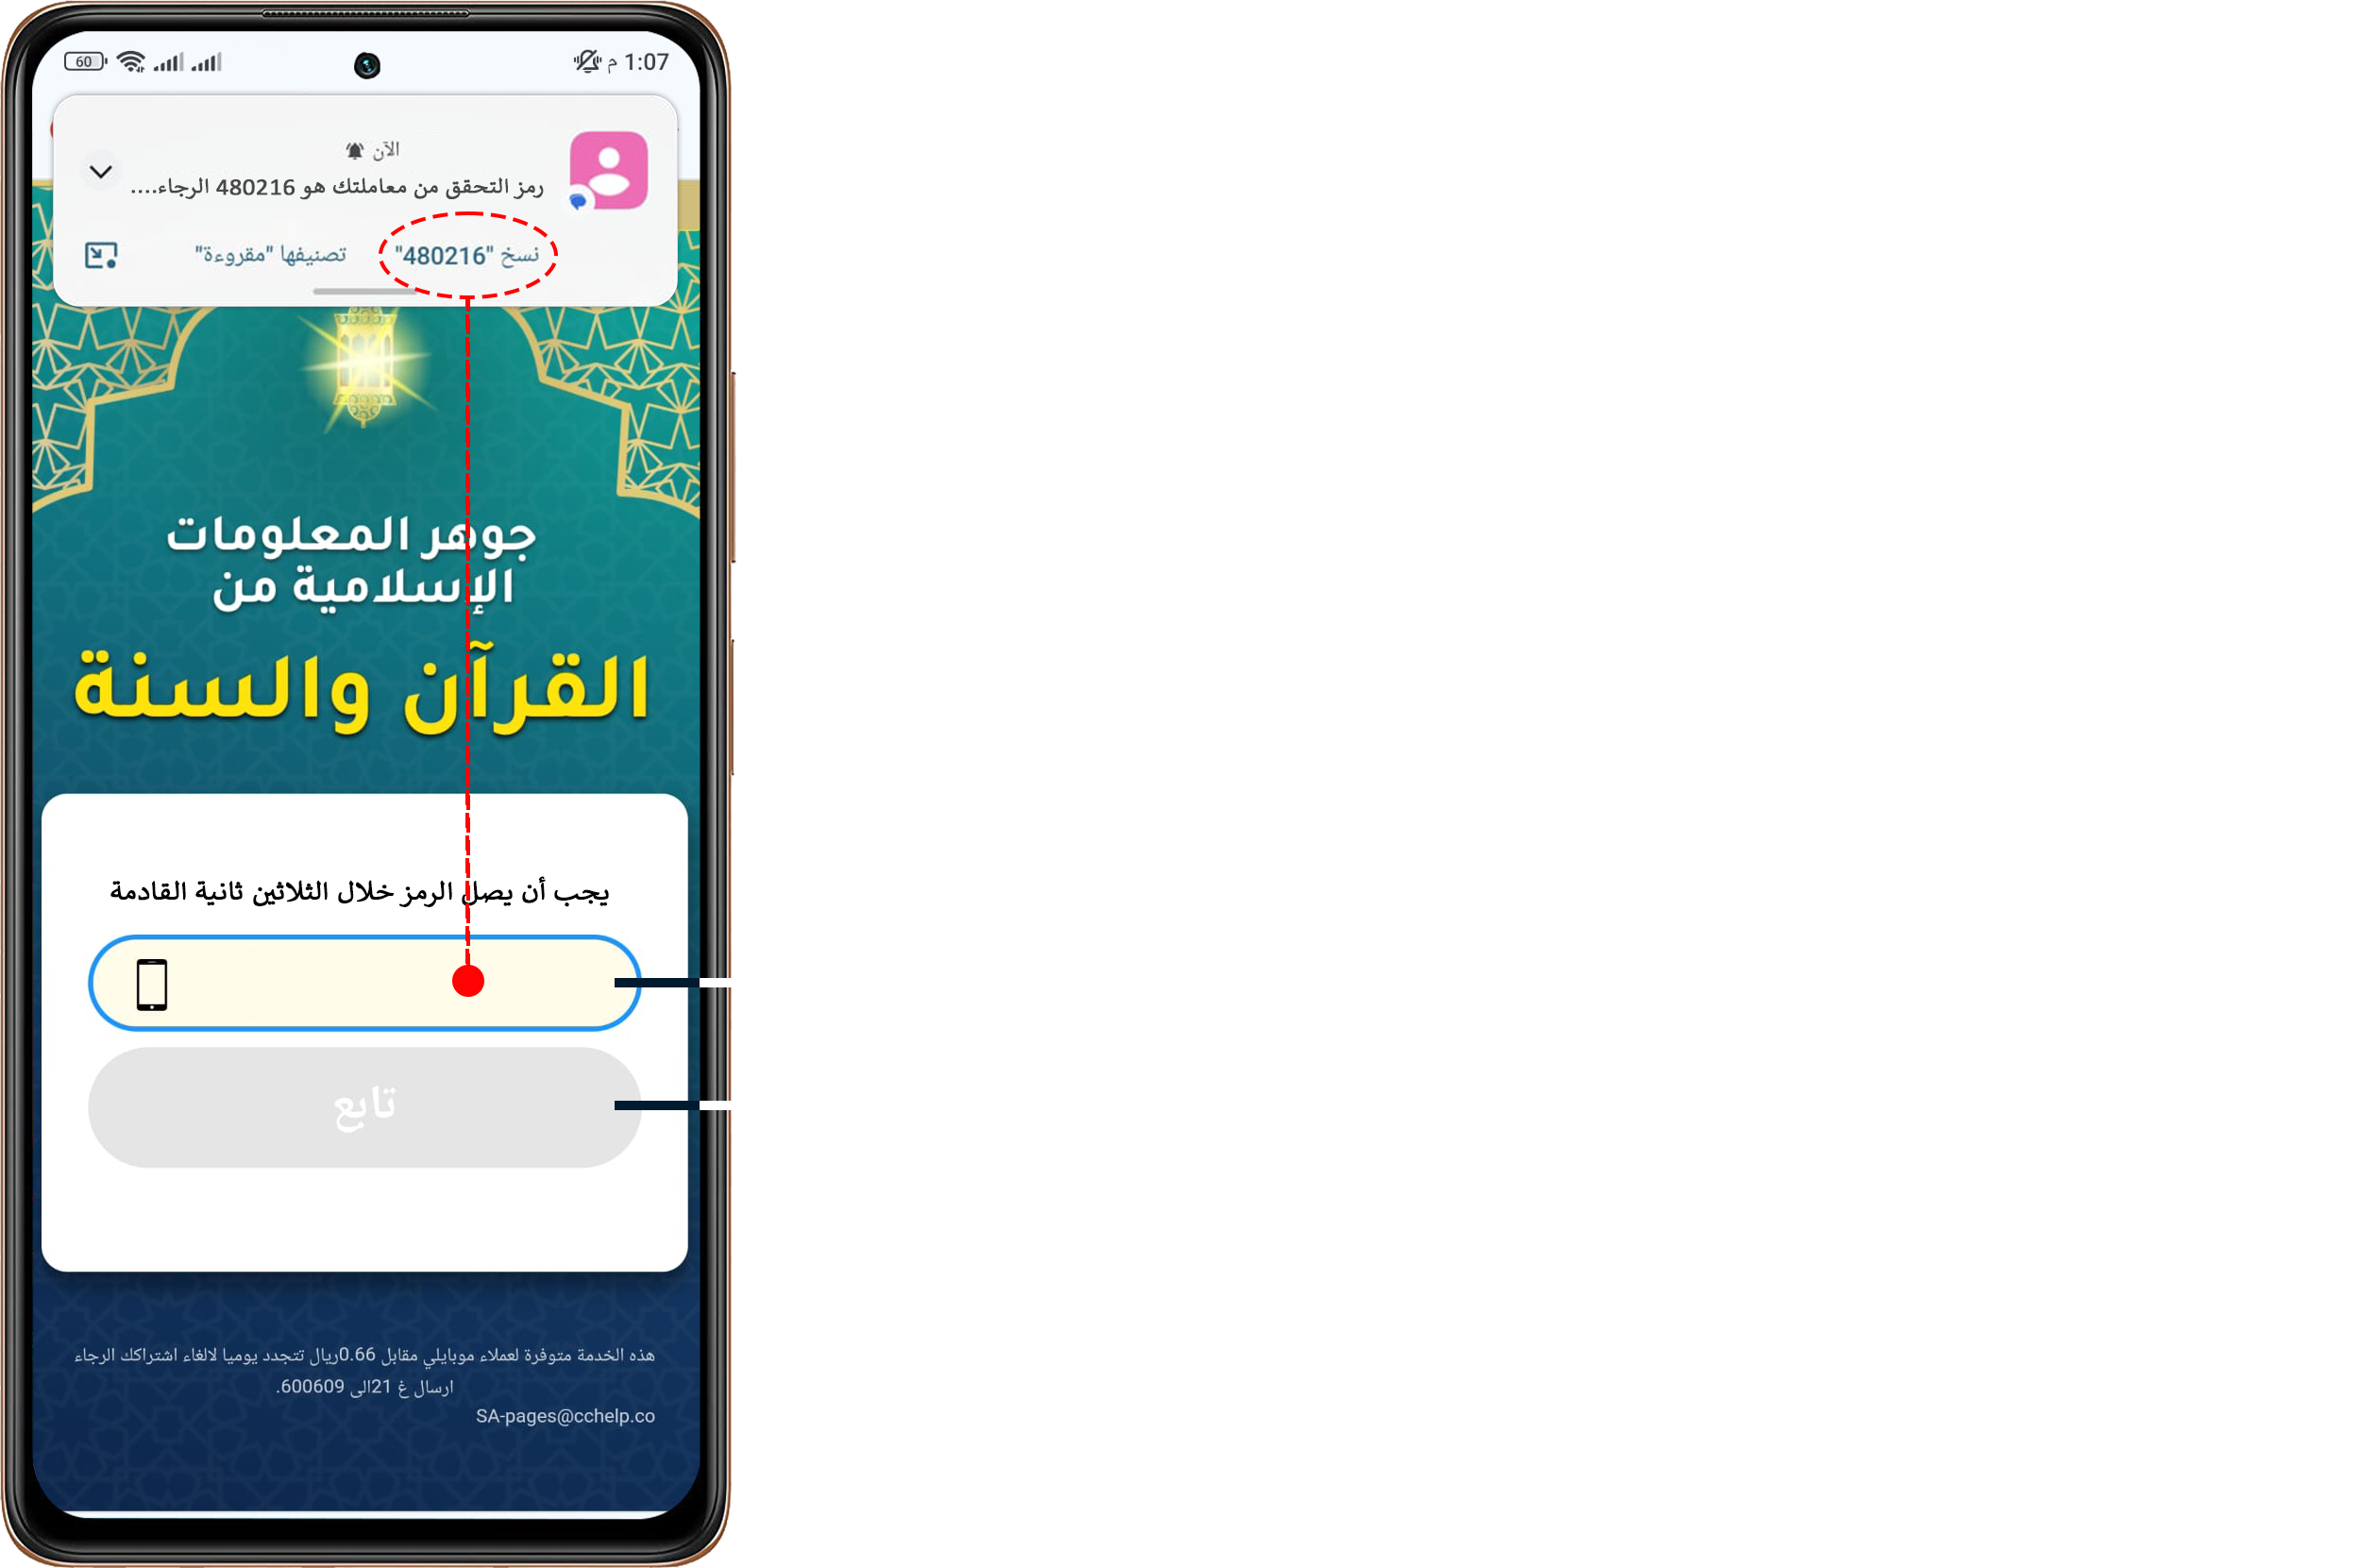 1:07 م
60
الآن
رمز التحقق من معاملتك هو 480216 الرجاء....
نسخ "480216" تصنيفها "مقروءة"
جوهر المعلومات
الإسلامية من
القرآن والسنة
يجب أن يصل الرمز خلال الثلاثين ثانية القادمة
تابع
هذه الخدمة متوفرة لعملاء موبايلي مقابل 0.66ريال تتجدد يوميا لالغاء اشتراكك الرجاء
ارسال غ 21الى 600609.
SA-pages@cchelp.co